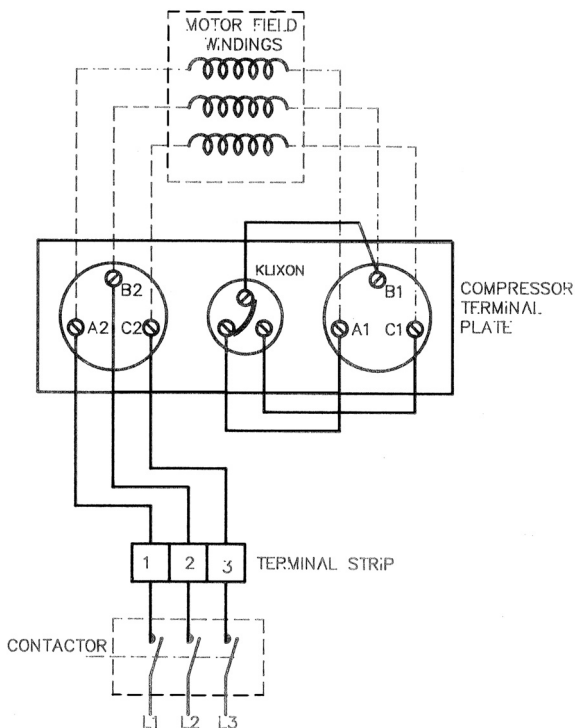 MOTOR FIELD
WINDINGS
KLIXON
B2
B1
A2
C2
A1
C1
COMPRESSOR
TERMINAL
PLATE
1
2
3
TERMINAL STRIP
CONTACTOR
L1
L2
L3